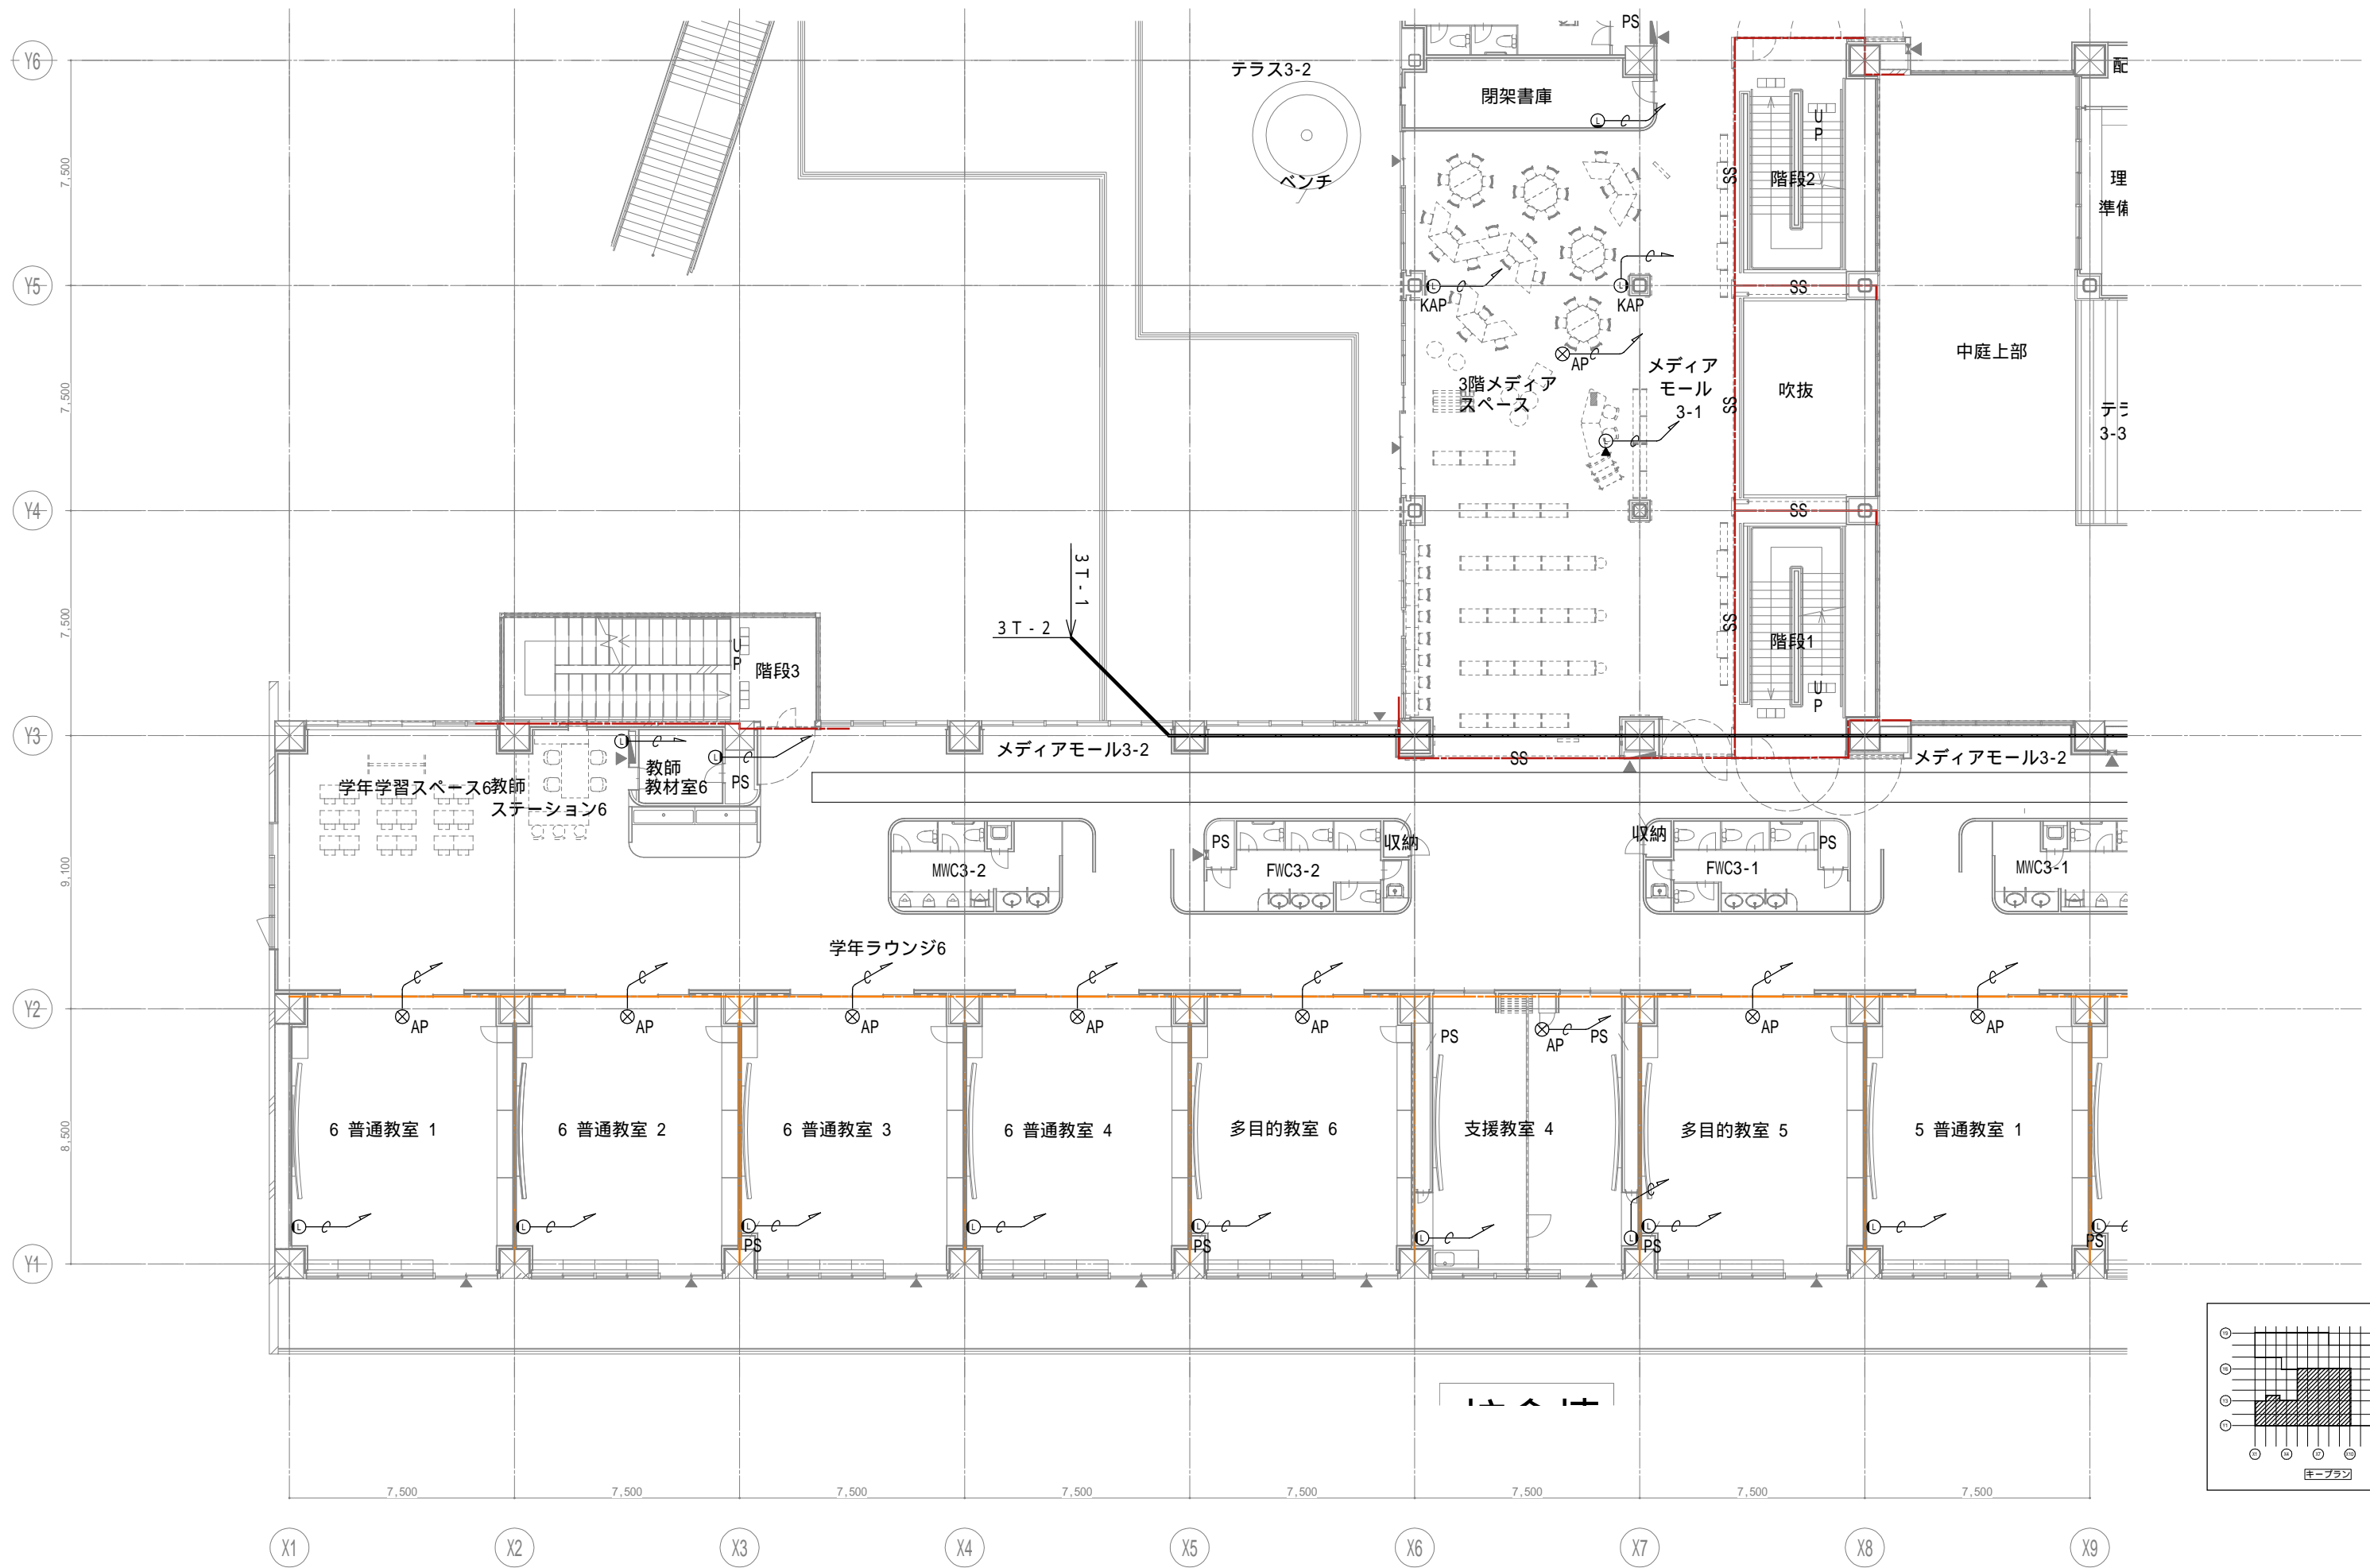 Y6
Y5
Y4
Y3
Y2
Y1
7,500
7,500
7,500
9,100
8,500
PS
テラス3-2
ベンチ
閉架書庫
L
C
配
UP
階段2
理
準備
SS
SS
L
C
KAP
L
C
KAP
AP
C
メディア
モール
3-1
3階メディア
スペース
SS
吹抜
中庭上部
テラ
3-3
L
C
SS
SS
階段1
UP
3T-1
3T-2
UP
階段3
L
C
L
C
教師
教材室6
PS
学年学習スペース6
教師
ステーション6
メディアモール3-2
SS
メディアモール3-2
MWC3-2
PS
FWC3-2
収納
収納
FWC3-1
PS
MWC3-1
学年ラウンジ6
C
AP
C
AP
C
AP
C
AP
C
AP
C
AP
C
AP
PS
AP
C
PS
6 普通教室 1
6 普通教室 2
6 普通教室 3
6 普通教室 4
多目的教室 6
支援教室 4
多目的教室 5
5 普通教室 1
L
C
L
C
L
C
PS
L
C
L
C
PS
L
C
L
C
L
C
PS
L
C
L
C
PS
7,500
7,500
7,500
7,500
7,500
7,500
7,500
7,500
X1
X2
X3
X4
X5
X6
X7
X8
X9
キープラン